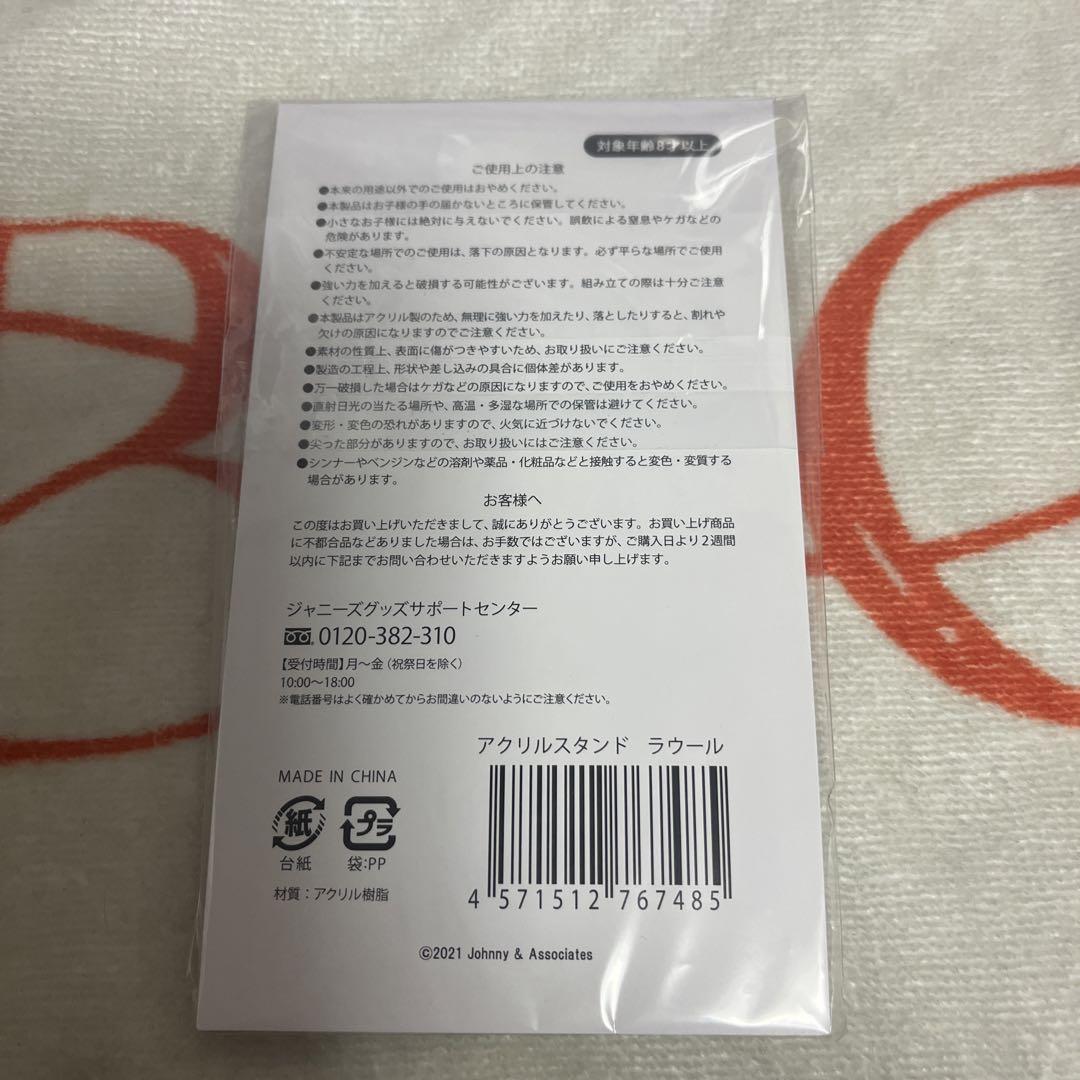 対象年齢8才以上
ご使用上の注意
●本来の用途以外でのご使用はおやめください。
●本製品はお子様の手の届かないところに保管してください。
●小さなお子様には絶対に与えないでください。誤飲による窒息やケガなどの
危険があります。
●不安定な場所でのご使用は、落下の原因となります。必ず平らな場所でご使用
ください。
●強い力を加えると破損する可能性がございます。組み立ての際は十分ご注意
ください。
●本製品はアクリル製のため、無理に強い力を加えたり、落としたりすると、割れや
欠けの原因になりますのでご注意ください。
●素材の性質上、表面に傷がつきやすいため、お取り扱いにご注意ください。
●製造の工程上、形状や差し込みの具合に個体差があります。
●万一破損した場合はケガなどの原因になりますので、ご使用をおやめください。
●直射日光の当たる場所や、高温・多湿な場所での保管は避けてください。
●変形・変色の恐れがありますので、火気に近づけないでください。
●尖った部分がありますので、お取り扱いにはご注意ください。
●シンナーやベンジンなどの溶剤や薬品・化粧品などと接触すると変色・変質する
場合があります。
お客様へ
この度はお買い上げいただきまして、誠にありがとうございます。お買い上げ商品
に不都合品などありました場合は、お手数ではございますが、ご購入日より2週間
以内に下記までお問い合わせいただきますようお願い申し上げます。
ジャニーズグッズサポートセンター
0120-382-310
【受付時間】月〜金（祝祭日を除く）
10:00〜18:00
※電話番号はよく確かめてからお間違いのないようにご注意ください。
アクリルスタンド ラウール
MADE IN CHINA
紙 プラ
台紙 袋:PP
材質：アクリル樹脂
4 571512 767485
©2021 Johnny & Associates